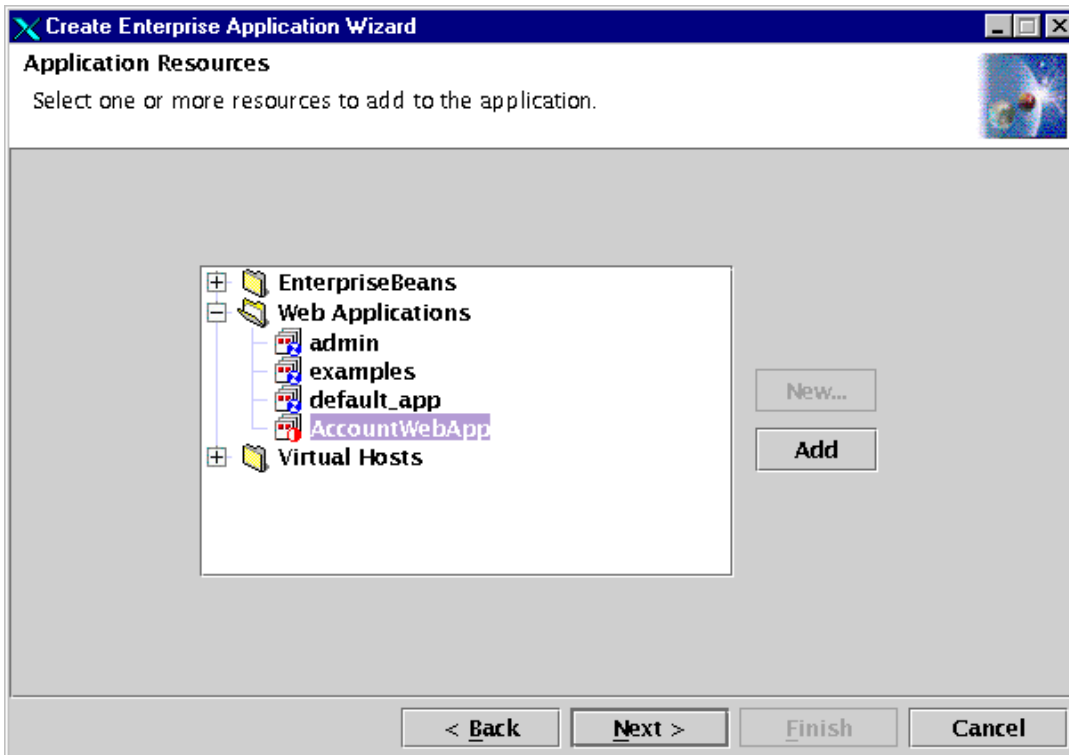 Create Enterprise Application Wizard
Application Resources
Select one or more resources to add to the application.
EnterpriseBeans
Web Applications
admin
examples
default_app
AccountWebApp
Virtual Hosts
New...
Add
< Back
Next >
Finish
Cancel